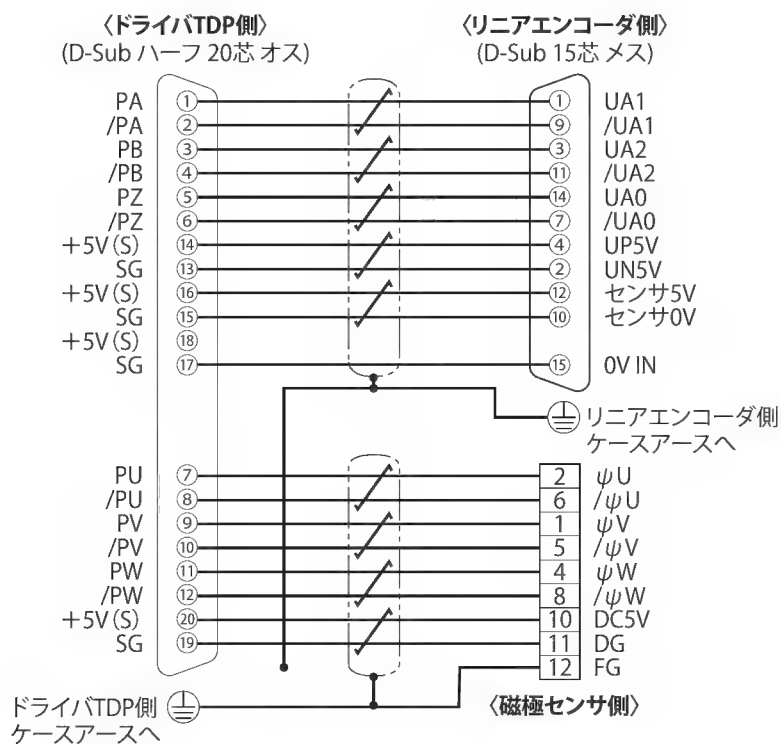 〈ドライバTDP側〉 〈リニアエンコーダ側〉
(D-Sub ハーフ 20芯 オス) (D-Sub 15芯 メス)
PA ① ① UA1
/PA ② ⑨ /UA1
PB ③ ③ UA2
/PB ④ ⑪ /UA2
PZ ⑤ ⑭ UA0
/PZ ⑥ ⑦ /UA0
+5V(S) ⑭ ④ UP5V
SG ⑬ ② UN5V
+5V(S) ⑯ ⑫ センサ5V
SG ⑮ ⑩ センサ0V
+5V(S) ⑱
SG ⑰ ⑮ 0V IN
リニアエンコーダ側
ケースアースへ
PU ⑦ 2 ψU
/PU ⑧ 6 /ψU
PV ⑨ 1 ψV
/PV ⑩ 5 /ψV
PW ⑪ 4 ψW
/PW ⑫ 8 /ψW
+5V(S) ⑳ 10 DC5V
SG ⑲ 11 DG
12 FG
ドライバTDP側 〈磁極センサ側〉
ケースアースへ